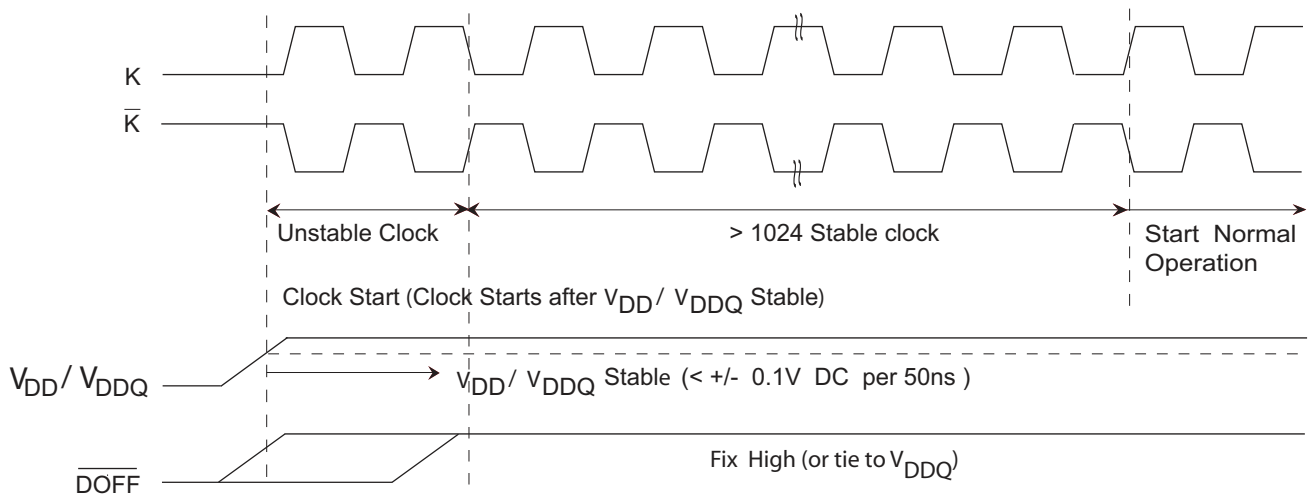 K
K̅
Unstable Clock
> 1024 Stable clock
Start Normal
Operation
Clock Start (Clock Starts after VDD / VDDQ Stable)
VDD / VDDQ
VDD / VDDQ Stable (< +/- 0.1V DC per 50ns )
D̅O̅F̅F̅
Fix High (or tie to VDDQ)